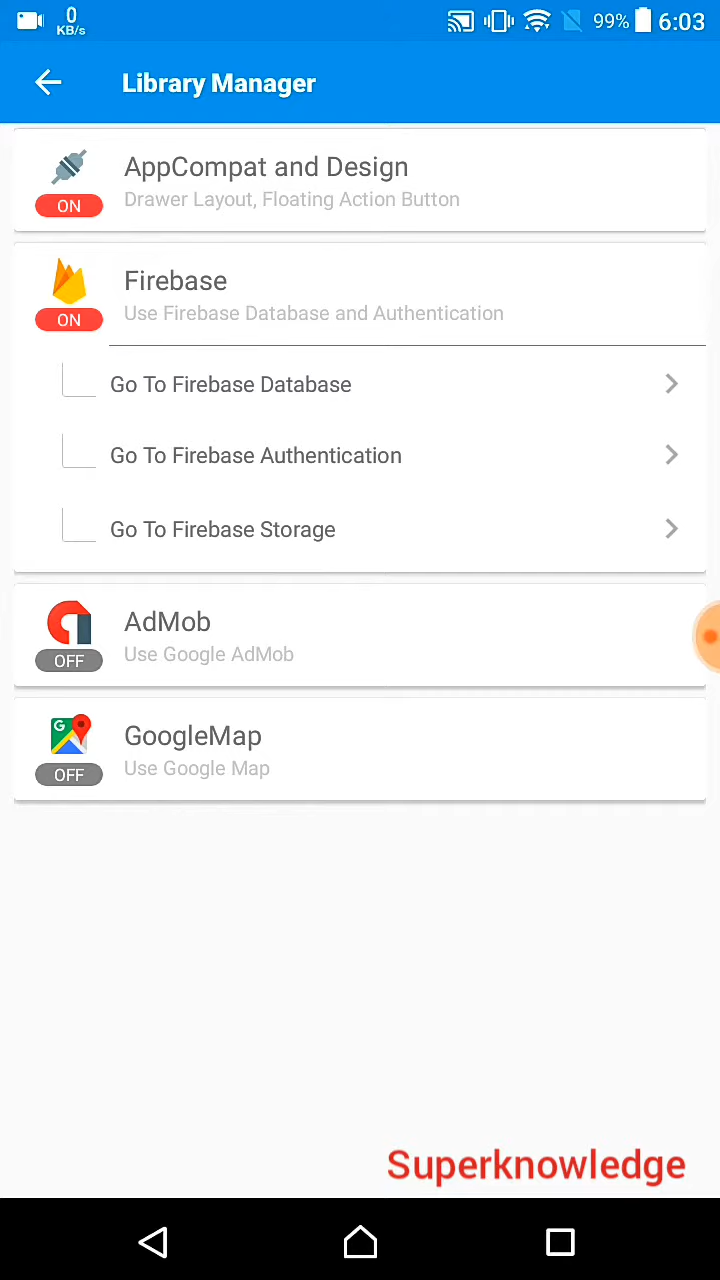 0
KB/s
99% 6:03
Library Manager
AppCompat and Design
ON
Drawer Layout, Floating Action Button
Firebase
ON
Use Firebase Database and Authentication
Go To Firebase Database
Go To Firebase Authentication
Go To Firebase Storage
AdMob
OFF
Use Google AdMob
G
GoogleMap
OFF
Use Google Map
Superknowledge